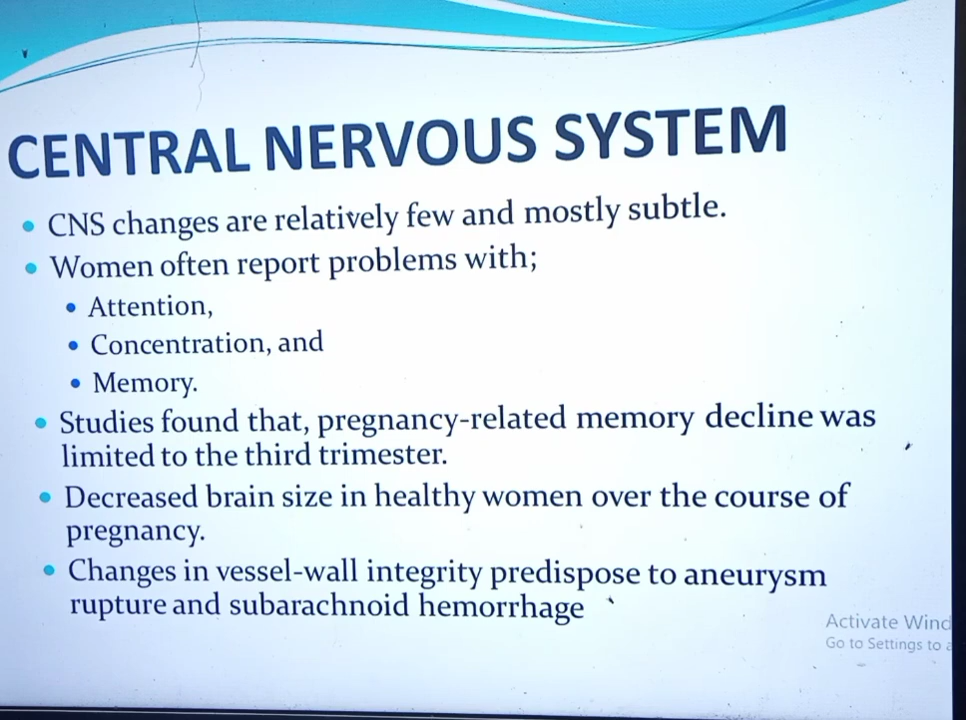 CENTRAL NERVOUS SYSTEM
• CNS changes are relatively few and mostly subtle.
• Women often report problems with;
• Attention,
• Concentration, and
• Memory.
• Studies found that, pregnancy-related memory decline was
limited to the third trimester.
• Decreased brain size in healthy women over the course of
pregnancy.
• Changes in vessel-wall integrity predispose to aneurysm
rupture and subarachnoid hemorrhage
Activate Wind
Go to Settings to a